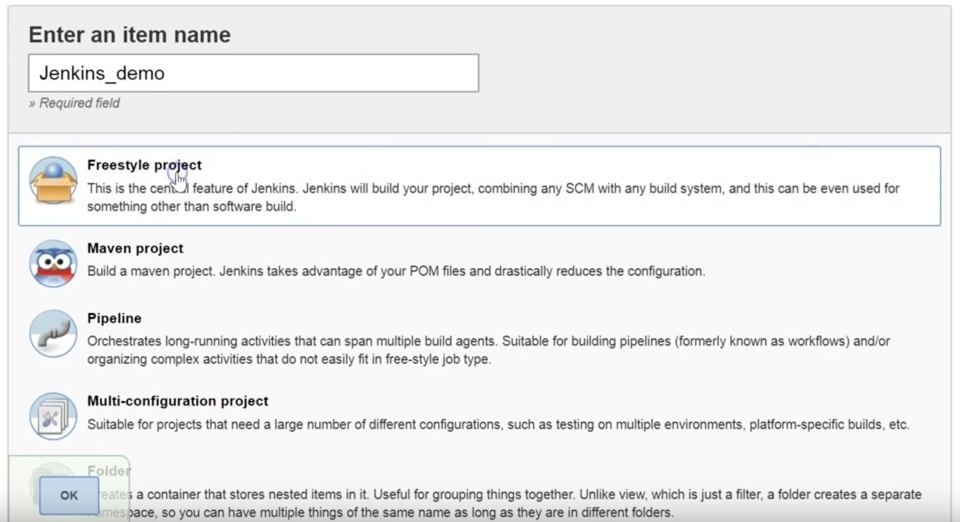 Enter an item name
Jenkins_demo
» Required field
Freestyle project
This is the central feature of Jenkins. Jenkins will build your project, combining any SCM with any build system, and this can be even used for
something other than software build.
Maven project
Build a maven project. Jenkins takes advantage of your POM files and drastically reduces the configuration.
Pipeline
Orchestrates long-running activities that can span multiple build agents. Suitable for building pipelines (formerly known as workflows) and/or
organizing complex activities that do not easily fit in free-style job type.
Multi-configuration project
Suitable for projects that need a large number of different configurations, such as testing on multiple environments, platform-specific builds, etc.
Folder
OK
Creates a container that stores nested items in it. Useful for grouping things together. Unlike view, which is just a filter, a folder creates a separate
namespace, so you can have multiple things of the same name as long as they are in different folders.